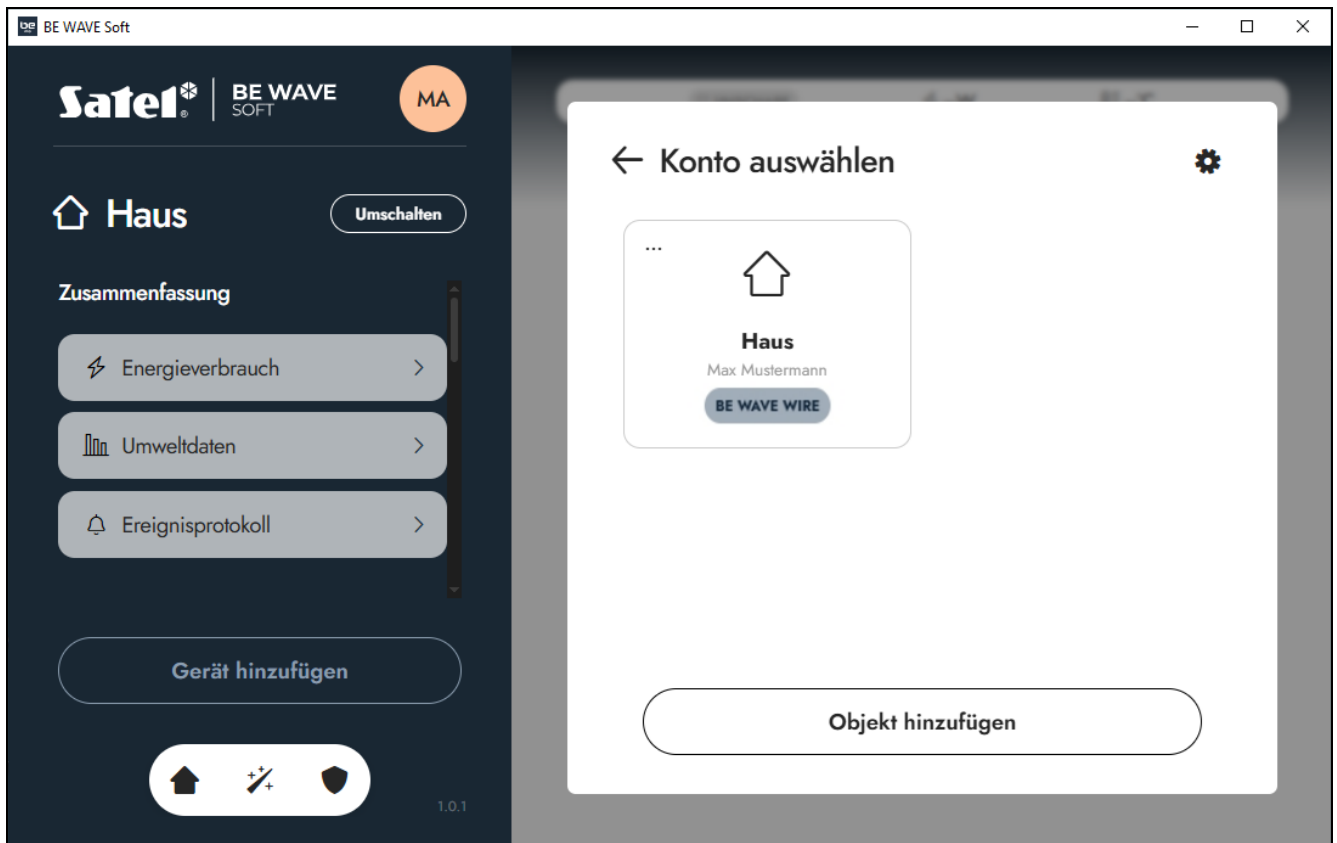 be BE WAVE Soft
Satel® BE WAVE
SOFT
MA
Haus
Umschalten
Zusammenfassung
Energieverbrauch
Umweltdaten
Ereignisprotokoll
Gerät hinzufügen
1.0.1
Konto auswählen
...
Haus
Max Mustermann
BE WAVE WIRE
Objekt hinzufügen